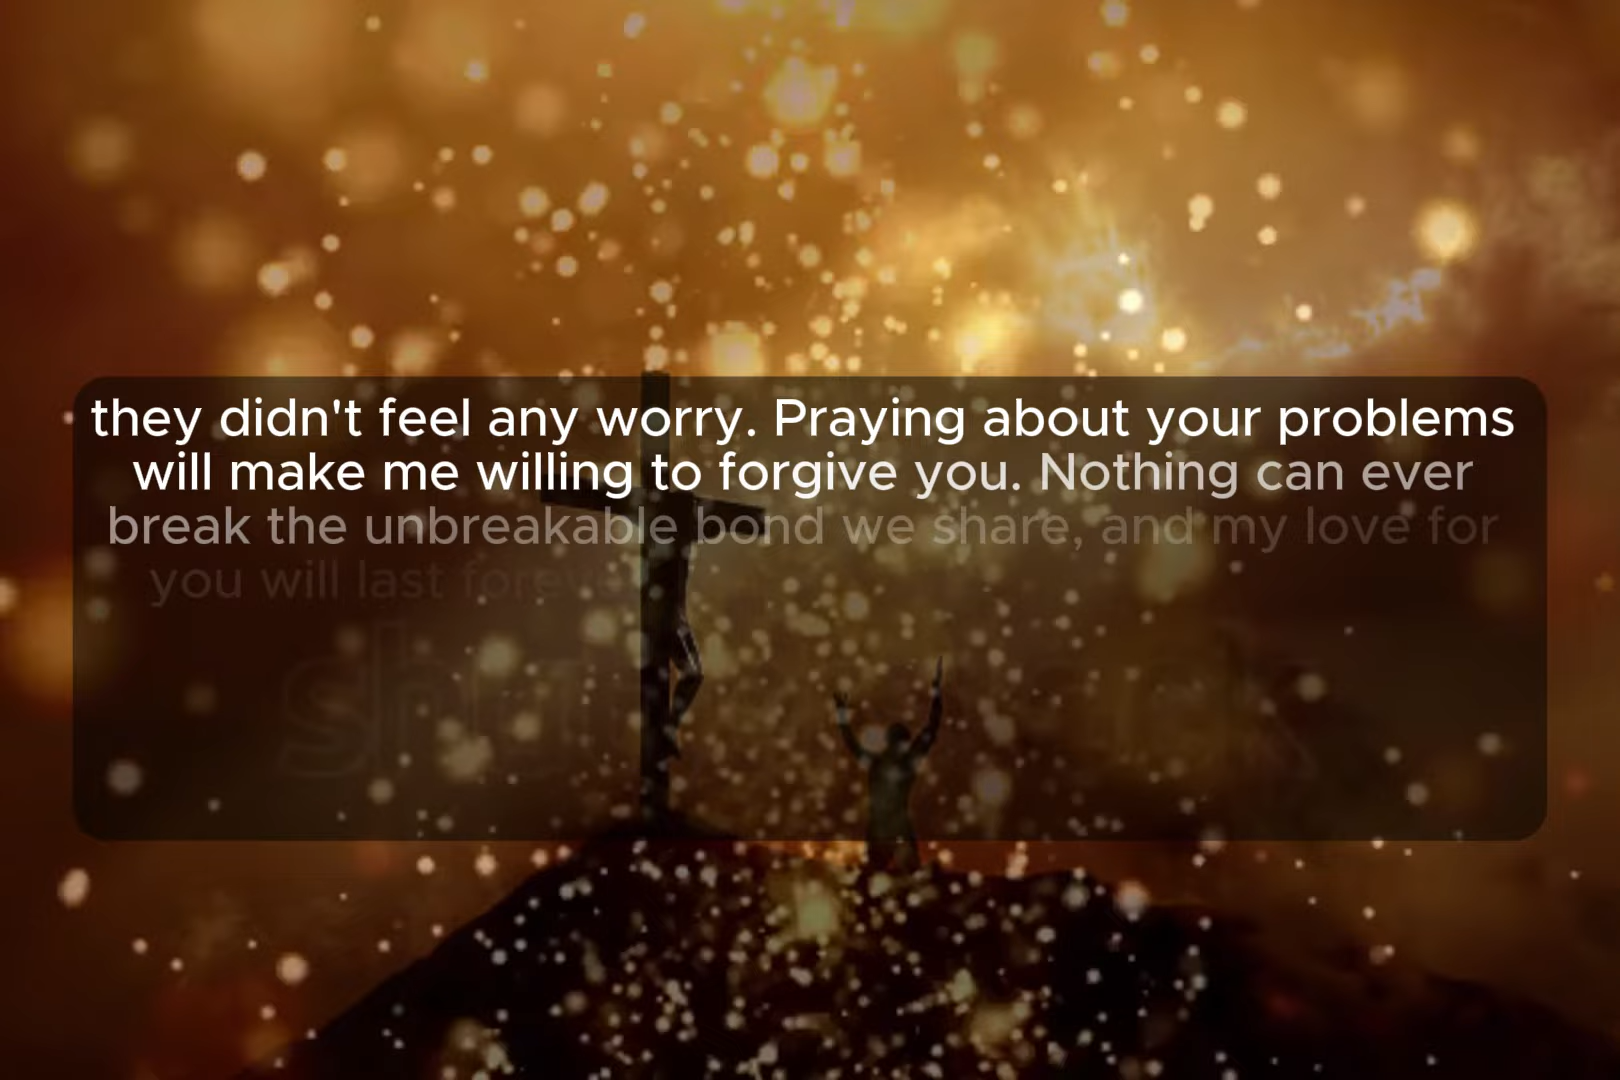 they didn't feel any worry. Praying about your problems
will make me willing to forgive you. Nothing can ever
break the unbreakable bond we share, and my love for
you will last